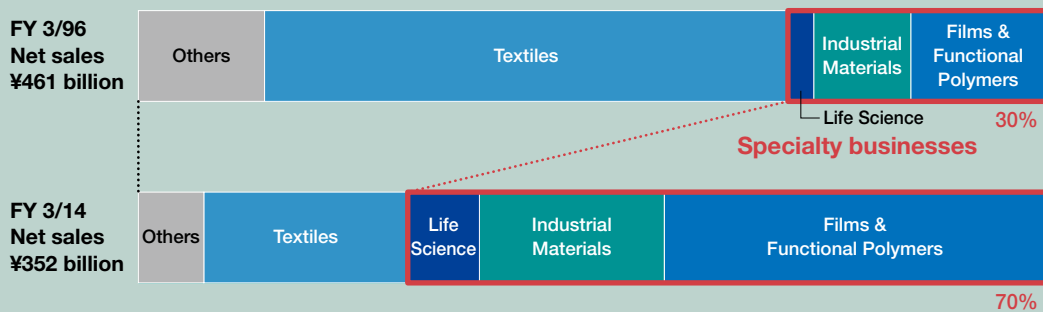 FY 3/96
Net sales
¥461 billion
Others
Textiles
Industrial
Materials
Films &
Functional
Polymers
Life Science
30%
Specialty businesses
FY 3/14
Net sales
¥352 billion
Others
Textiles
Life
Science
Industrial
Materials
Films &
Functional Polymers
70%